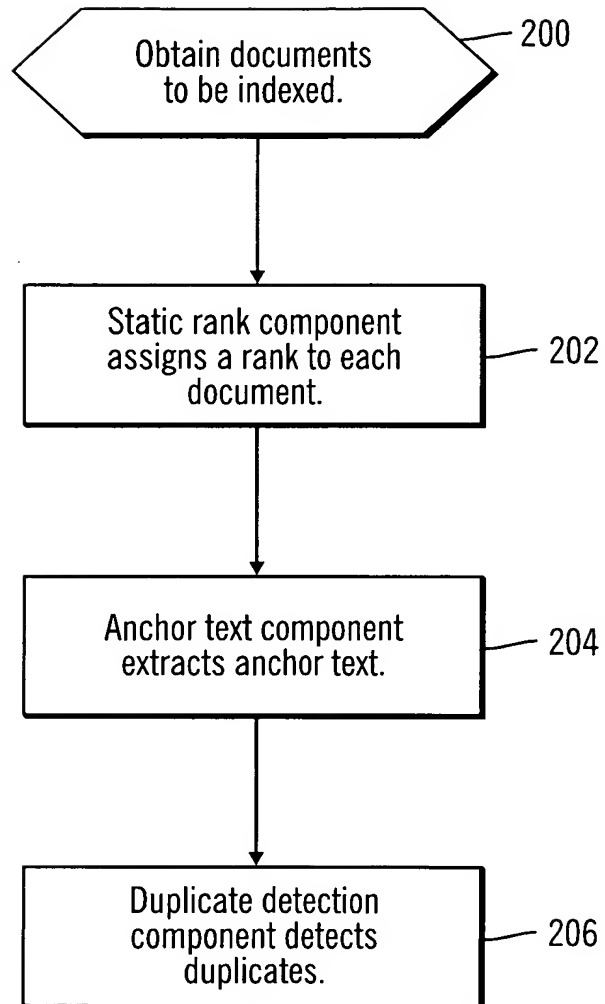 Obtain documents
to be indexed.
200
Static rank component
assigns a rank to each
document.
202
Anchor text component
extracts anchor text.
204
Duplicate detection
component detects
duplicates.
206